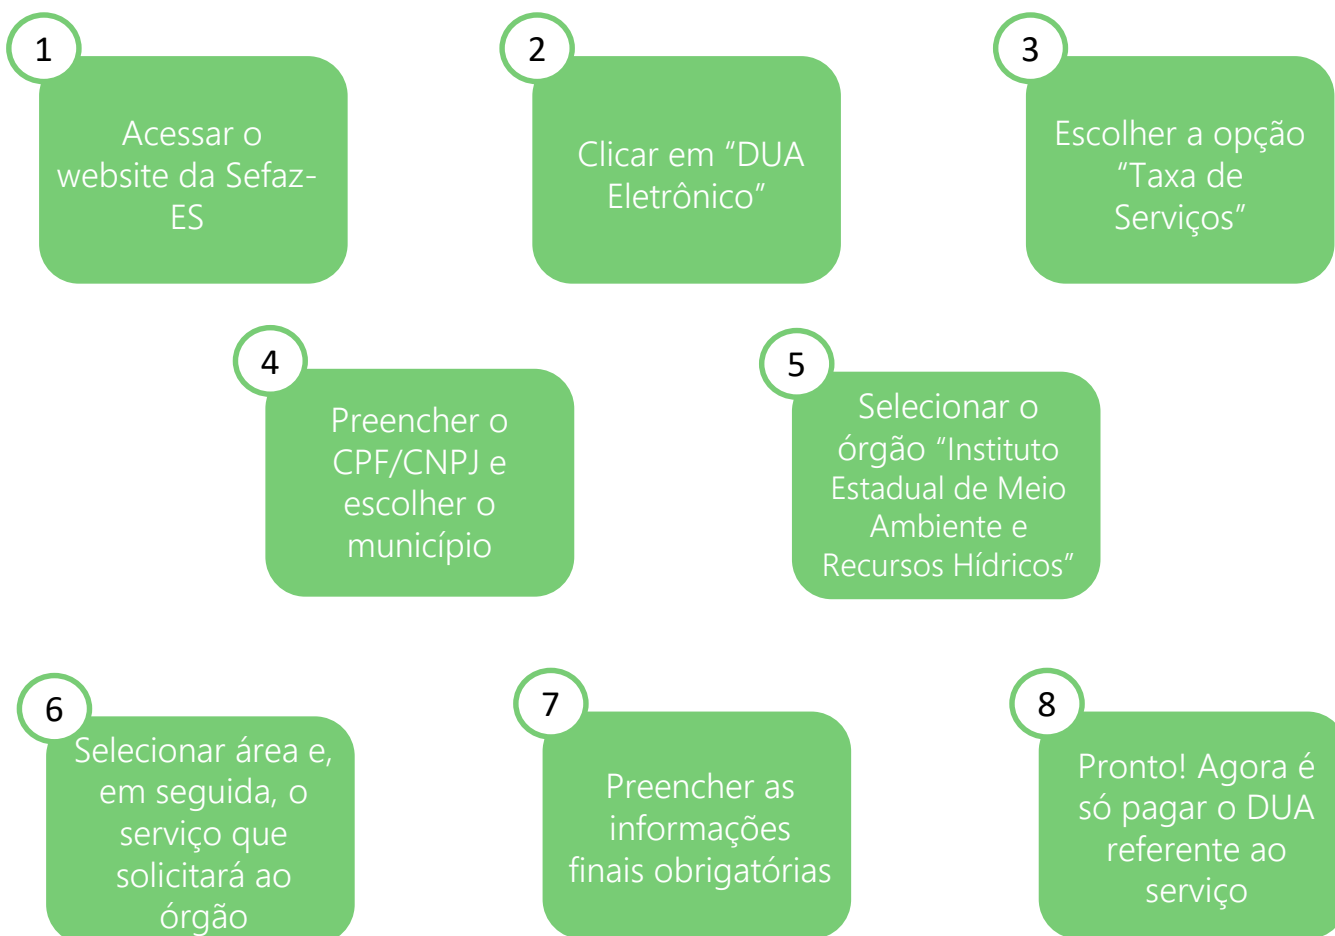 1
Acessar o
website da Sefaz-
ES
2
Clicar em “DUA
Eletrônico”
3
Escolher a opção
“Taxa de
Serviços”
4
Preencher o
CPF/CNPJ e
escolher o
município
5
Selecionar o
órgão “Instituto
Estadual de Meio
Ambiente e
Recursos Hídricos”
6
Selecionar área e,
em seguida, o
serviço que
solicitará ao
órgão
7
Preencher as
informações
finais obrigatórias
8
Pronto! Agora é
só pagar o DUA
referente ao
serviço